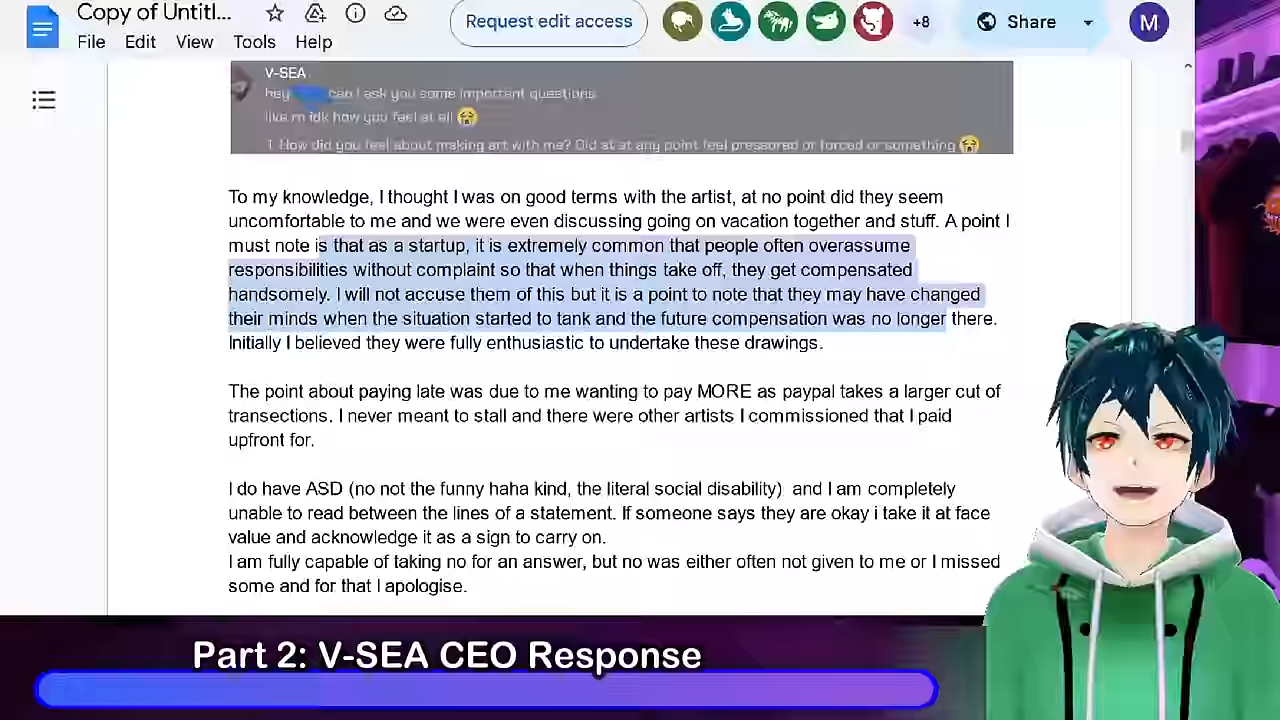 Copy of Untitl...
File Edit View Tools Help
Request edit access
+8
Share
M
V-SEA
hey can I ask you some important questions
like rn idk how you feel at all 😭
1. How did you feel about making art with me? Did at at any point feel pressored or forced or something 😭
To my knowledge, I thought I was on good terms with the artist, at no point did they seem
uncomfortable to me and we were even discussing going on vacation together and stuff. A point I
must note is that as a startup, it is extremely common that people often overassume
responsibilities without complaint so that when things take off, they get compensated
handsomely. I will not accuse them of this but it is a point to note that they may have changed
their minds when the situation started to tank and the future compensation was no longer there.
Initially I believed they were fully enthusiastic to undertake these drawings.
The point about paying late was due to me wanting to pay MORE as paypal takes a larger cut of
transections. I never meant to stall and there were other artists I commissioned that I paid
upfront for.
I do have ASD (no not the funny haha kind, the literal social disability) and I am completely
unable to read between the lines of a statement. If someone says they are okay i take it at face
value and acknowledge it as a sign to carry on.
I am fully capable of taking no for an answer, but no was either often not given to me or I missed
some and for that I apologise.
Part 2: V-SEA CEO Response